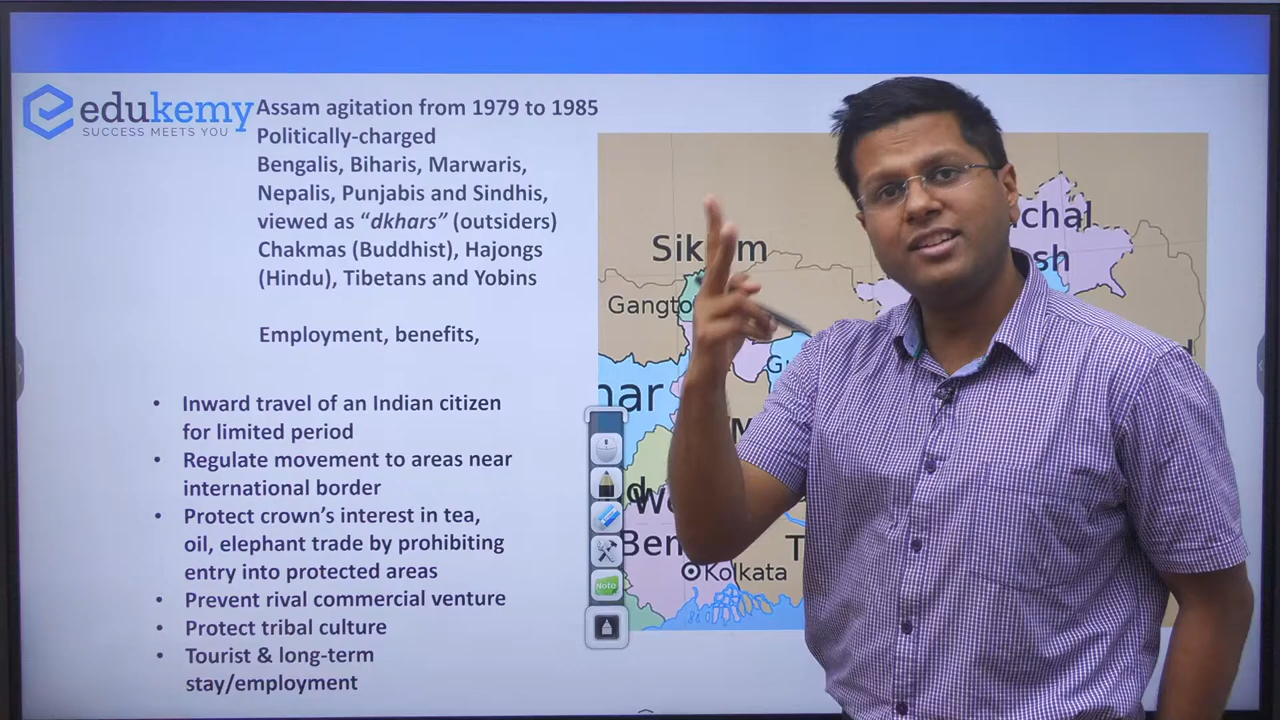 edukemy
SUCCESS MEETS YOU
Assam agitation from 1979 to 1985
Politically-charged
Bengalis, Biharis, Marwaris,
Nepalis, Punjabis and Sindhis,
viewed as “dkhars” (outsiders)
Chakmas (Buddhist), Hajongs
(Hindu), Tibetans and Yobins
Employment, benefits,
• Inward travel of an Indian citizen
for limited period
• Regulate movement to areas near
international border
• Protect crown’s interest in tea,
oil, elephant trade by prohibiting
entry into protected areas
• Prevent rival commercial venture
• Protect tribal culture
• Tourist & long-term
stay/employment
Kolkata
Note